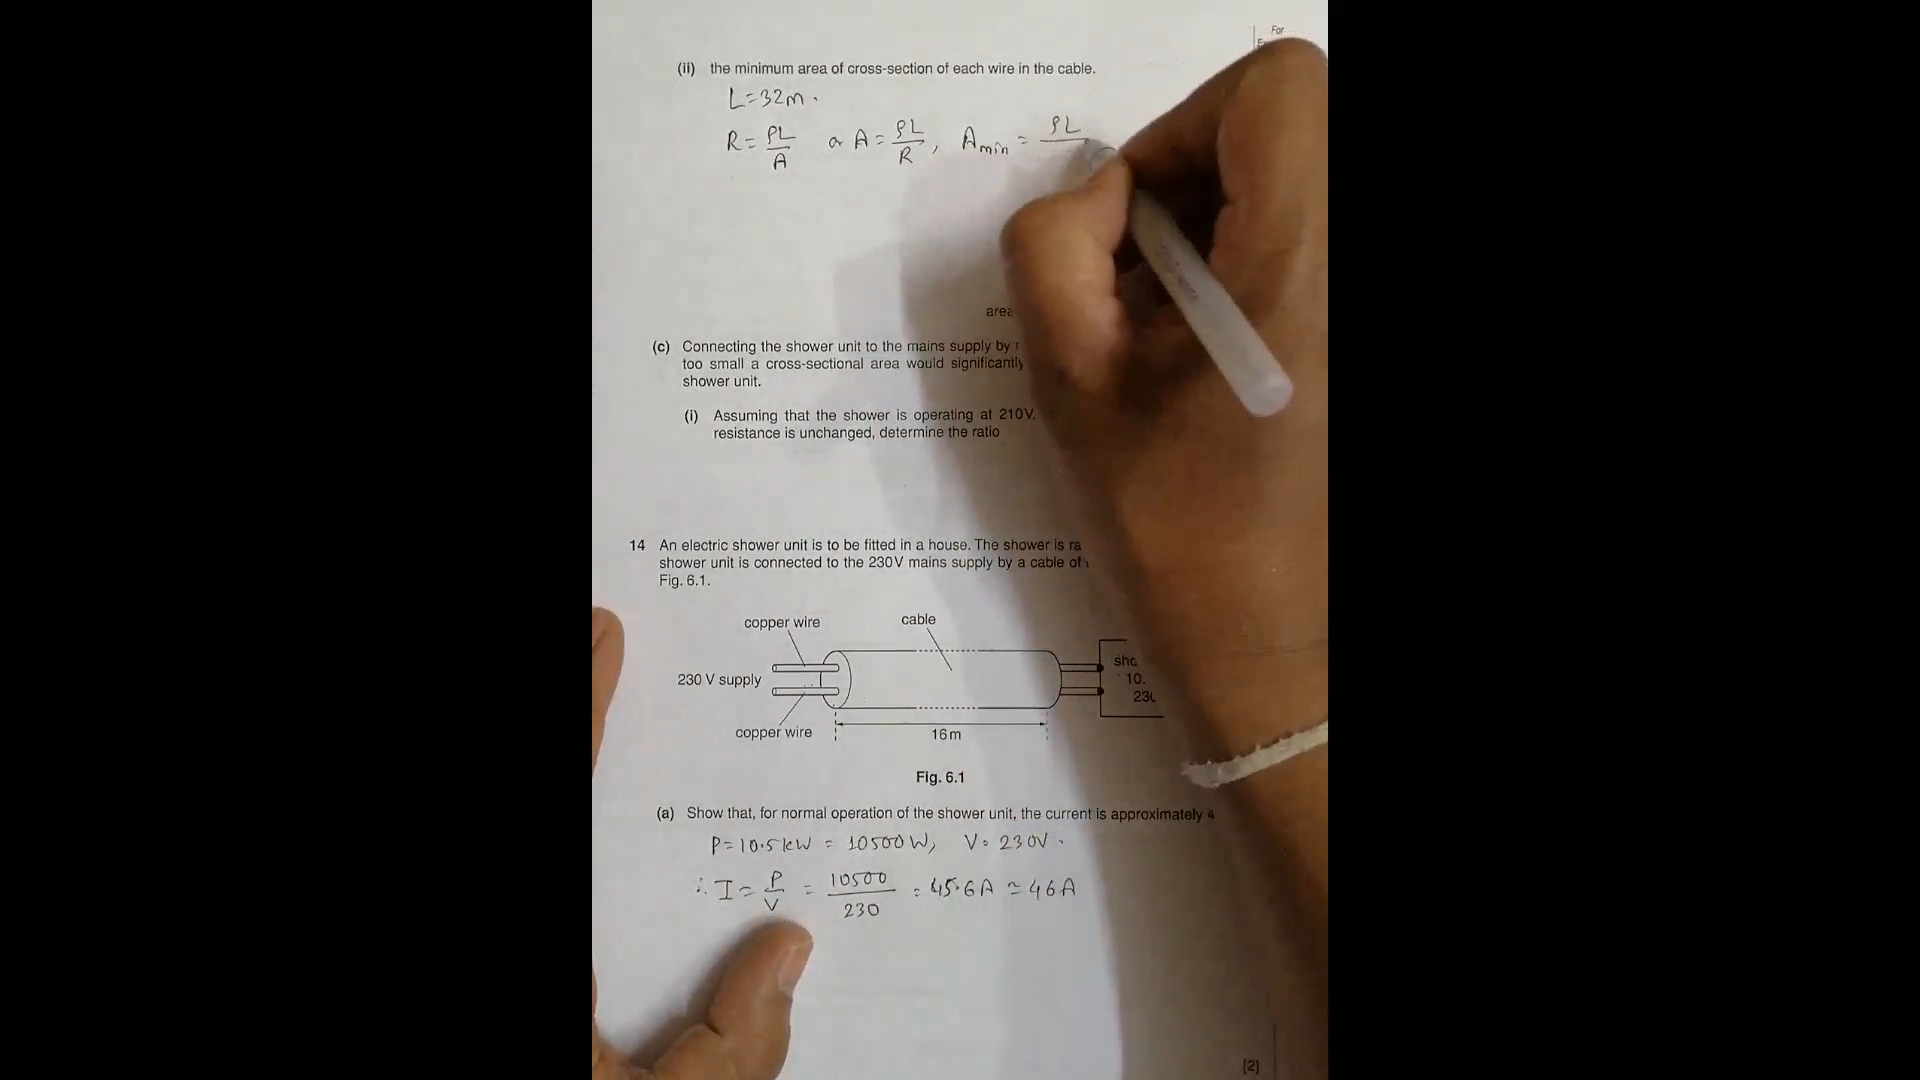 For
(ii) the minimum area of cross-section of each wire in the cable.
L=32m.
R = ρL/A or A = ρL/R, Amin = ρL
area
(c) Connecting the shower unit to the mains supply by
too small a cross-sectional area would significantly
shower unit.
(i) Assuming that the shower is operating at 210V,
resistance is unchanged, determine the ratio
14 An electric shower unit is to be fitted in a house. The shower is ra
shower unit is connected to the 230V mains supply by a cable of
Fig. 6.1.
copper wire
cable
230 V supply
sho
10.
230
copper wire
16m
Fig. 6.1
(a) Show that, for normal operation of the shower unit, the current is approximately 4
P=10.5kW = 10500W, V= 230V.
∴ I = P/V = 10500/230 = 45.6A ≃ 46A
[2]